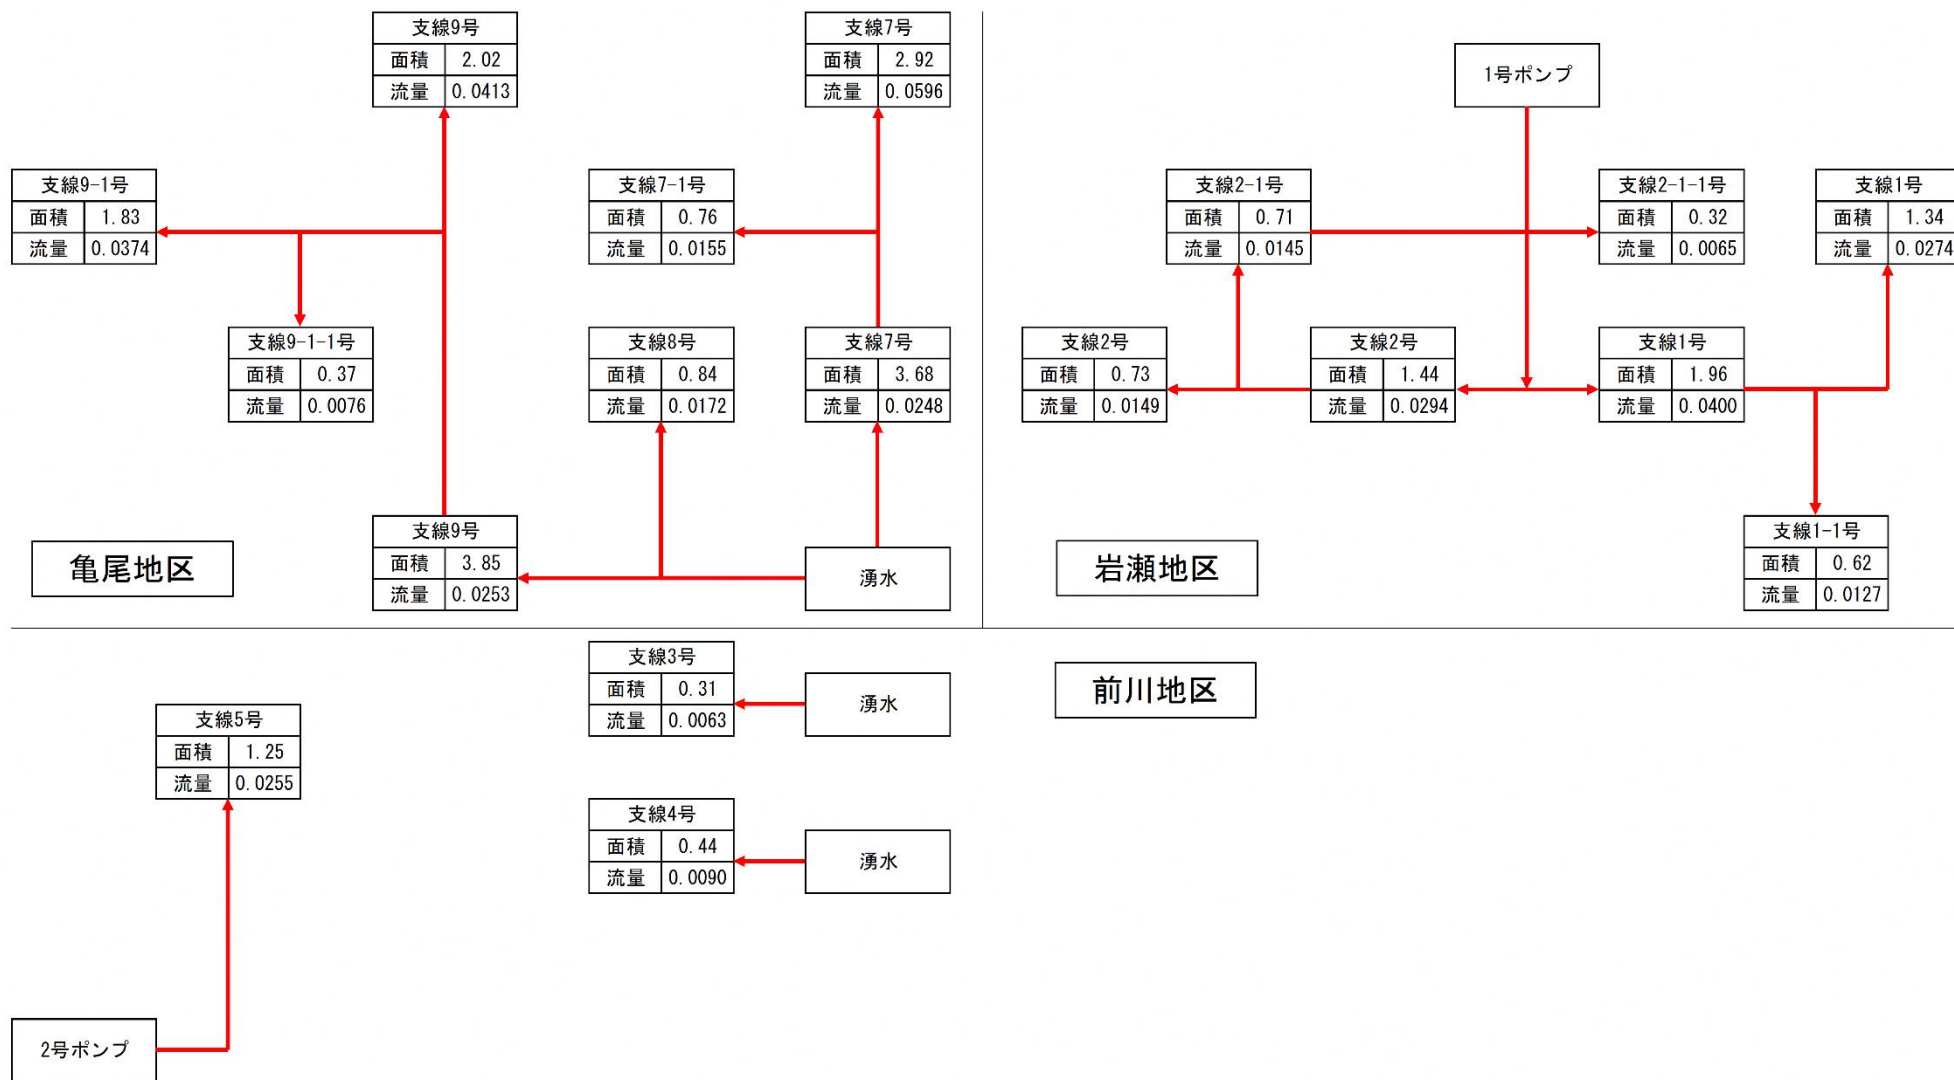 支線9号
面積 2.02
流量 0.0413
支線7号
面積 2.92
流量 0.0596
支線9-1号
面積 1.83
流量 0.0374
支線7-1号
面積 0.76
流量 0.0155
支線9-1-1号
面積 0.37
流量 0.0076
支線8号
面積 0.84
流量 0.0172
支線7号
面積 3.68
流量 0.0248
支線9号
面積 3.85
流量 0.0253
湧水
亀尾地区
1号ポンプ
支線2-1号
面積 0.71
流量 0.0145
支線2-1-1号
面積 0.32
流量 0.0065
支線1号
面積 1.34
流量 0.0274
支線2号
面積 0.73
流量 0.0149
支線2号
面積 1.44
流量 0.0294
支線1号
面積 1.96
流量 0.0400
支線1-1号
面積 0.62
流量 0.0127
岩瀬地区
支線3号
面積 0.31
流量 0.0063
湧水
前川地区
支線5号
面積 1.25
流量 0.0255
支線4号
面積 0.44
流量 0.0090
湧水
2号ポンプ